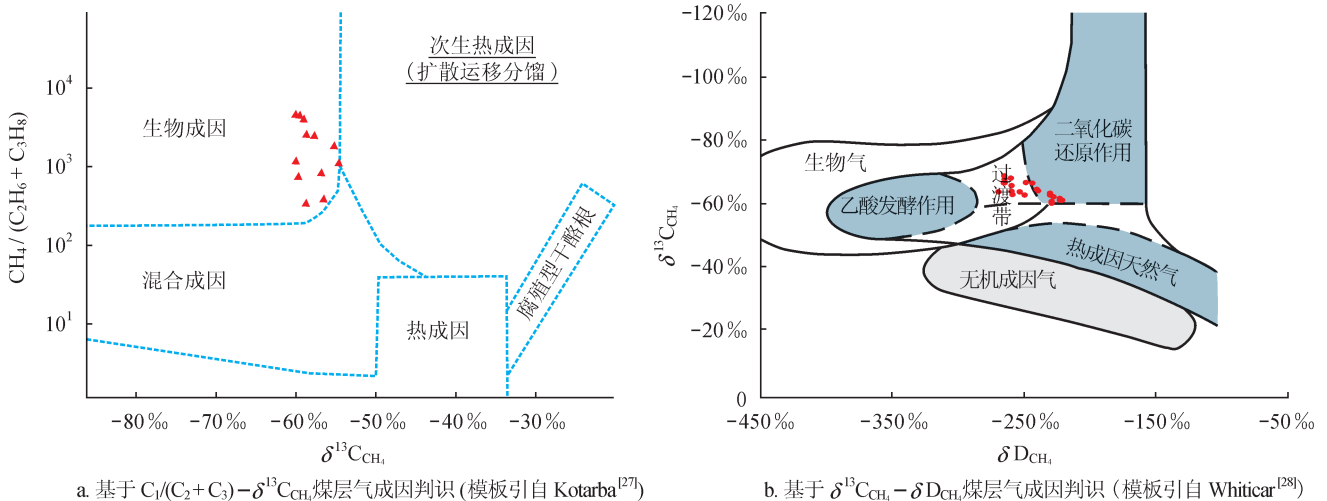 CH₄ / (C₂H₆ + C₃H₈)
10⁴
10³
10²
10¹
次生热成因
(扩散运移分馏)
生物成因
混合成因
热成因
腐殖型干酪根
−80‰ −70‰ −60‰ −50‰ −40‰ −30‰
δ¹³C_CH₄
a. 基于 C₁/(C₂+C₃)−δ¹³C_CH₄煤层气成因判识 (模板引自 Kotarba[27])
δ¹³C_CH₄
−120‰
−100‰
−80‰
−60‰
−40‰
−20‰
0
二氧化碳
还原作用
生物气
过渡带
乙酸发酵作用
热成因天然气
无机成因气
−450‰ −350‰ −250‰ −150‰ −50‰
δD_CH₄
b. 基于 δ¹³C_CH₄−δD_CH₄煤层气成因判识 (模板引自 Whiticar[28])